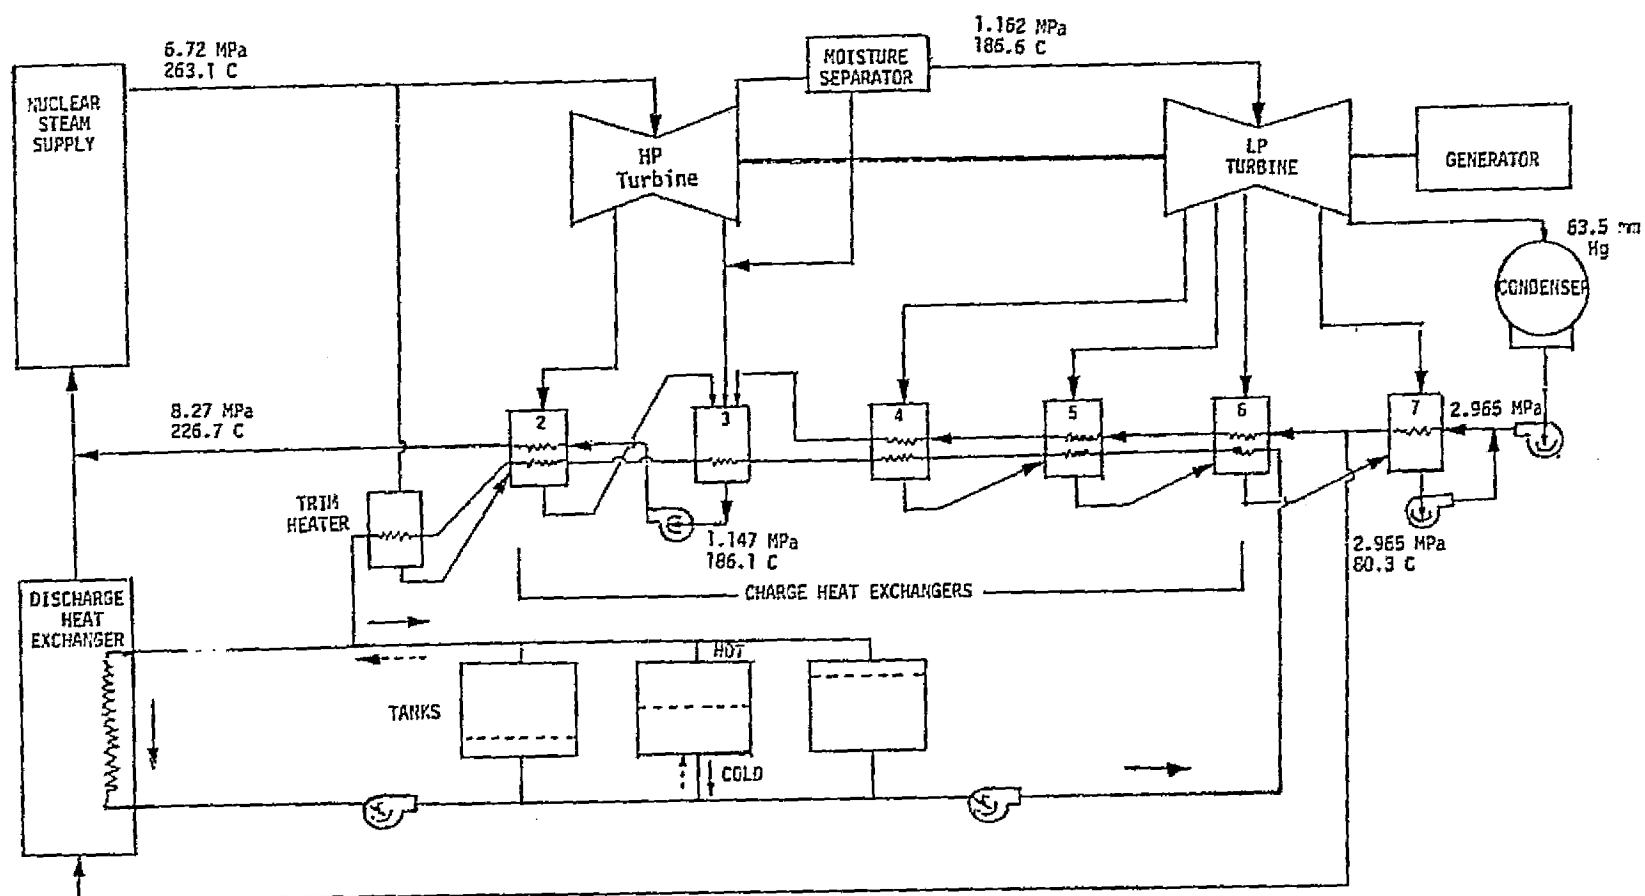 6.72 MPa
263.1 C
1.162 MPa
186.6 C
MOISTURE
SEPARATOR
NUCLEAR
STEAM
SUPPLY
HP
Turbine
LP
TURBINE
GENERATOR
63.5 mm
Hg
CONDENSER
8.27 MPa
226.7 C
2
3
4
5
6
7
2.965 MPa
TRIM
HEATER
1.147 MPa
186.1 C
2.965 MPa
80.3 C
CHARGE HEAT EXCHANGERS
DISCHARGE
HEAT
EXCHANGER
HOT
TANKS
COLD